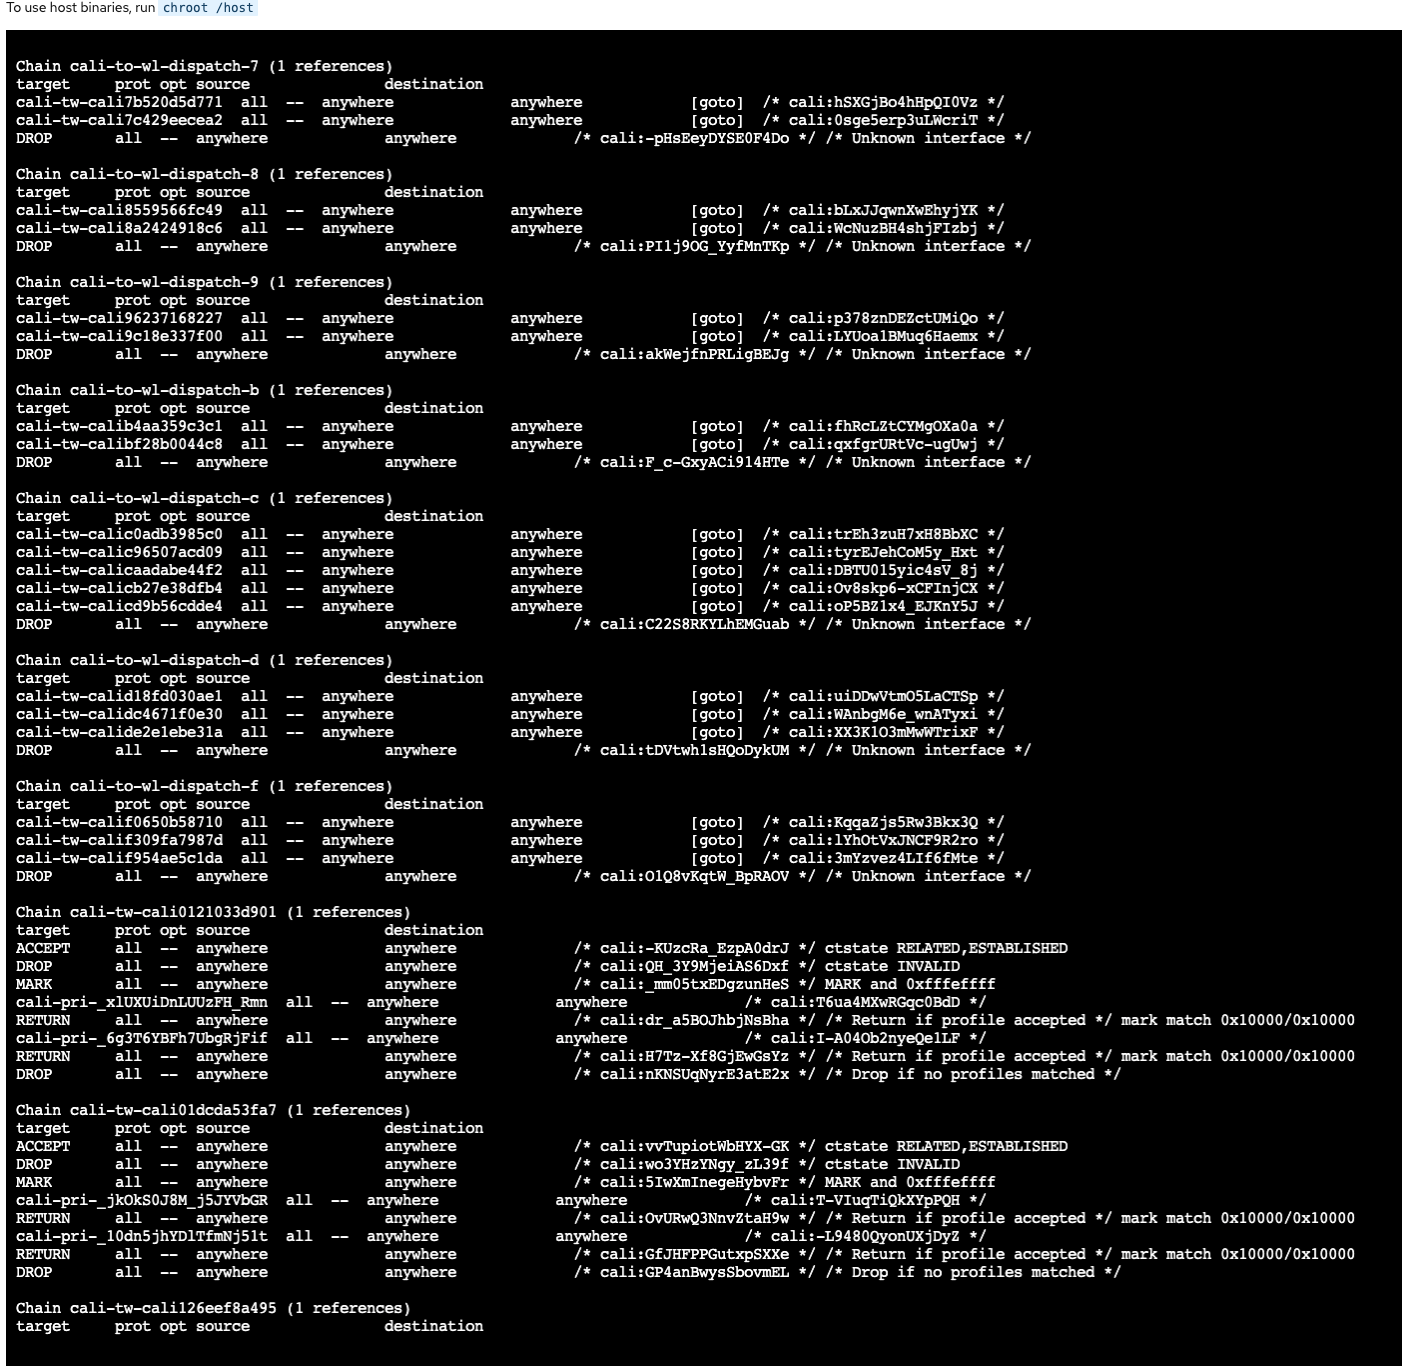 To use host binaries, run chroot /host
Chain cali-to-wl-dispatch-7 (1 references)
target     prot opt source               destination
cali-tw-cali7b520d5d771  all  --  anywhere             anywhere            [goto]  /* cali:hSXGjBo4hHpQI0Vz */
cali-tw-cali7c429eecea2  all  --  anywhere             anywhere            [goto]  /* cali:0sge5erp3uLWcriT */
DROP       all  --  anywhere             anywhere             /* cali:-pHsEeyDYSE0F4Do */ /* Unknown interface */
Chain cali-to-wl-dispatch-8 (1 references)
target     prot opt source               destination
cali-tw-cali8559566fc49  all  --  anywhere             anywhere            [goto]  /* cali:bLxJJqwnXwEhyjYK */
cali-tw-cali8a2424918c6  all  --  anywhere             anywhere            [goto]  /* cali:WcNuzBH4shjFIzbj */
DROP       all  --  anywhere             anywhere             /* cali:PI1j9OG_YyfMnTKp */ /* Unknown interface */
Chain cali-to-wl-dispatch-9 (1 references)
target     prot opt source               destination
cali-tw-cali96237168227  all  --  anywhere             anywhere            [goto]  /* cali:p378znDEZctUMiQo */
cali-tw-cali9c18e337f00  all  --  anywhere             anywhere            [goto]  /* cali:LYUoa1BMuq6Haemx */
DROP       all  --  anywhere             anywhere             /* cali:akWejfnPRLigBEJg */ /* Unknown interface */
Chain cali-to-wl-dispatch-b (1 references)
target     prot opt source               destination
cali-tw-calib4aa359c3c1  all  --  anywhere             anywhere            [goto]  /* cali:fhRcLZtCYMgOXa0a */
cali-tw-calibf28b0044c8  all  --  anywhere             anywhere            [goto]  /* cali:qxfgrURtVc-ugUwj */
DROP       all  --  anywhere             anywhere             /* cali:F_c-GxyACi914HTe */ /* Unknown interface */
Chain cali-to-wl-dispatch-c (1 references)
target     prot opt source               destination
cali-tw-calic0adb3985c0  all  --  anywhere             anywhere            [goto]  /* cali:trEh3zuH7xH8BbXC */
cali-tw-calic96507acd09  all  --  anywhere             anywhere            [goto]  /* cali:tyrEJehCoM5y_Hxt */
cali-tw-calicaadabe44f2  all  --  anywhere             anywhere            [goto]  /* cali:DBTU015yic4sV_8j */
cali-tw-calicb27e38dfb4  all  --  anywhere             anywhere            [goto]  /* cali:Ov8skp6-xCFInjCX */
cali-tw-calicd9b56cdde4  all  --  anywhere             anywhere            [goto]  /* cali:oP5BZ1x4_EJKnY5J */
DROP       all  --  anywhere             anywhere             /* cali:C22S8RKYLhEMGuab */ /* Unknown interface */
Chain cali-to-wl-dispatch-d (1 references)
target     prot opt source               destination
cali-tw-calid18fd030ae1  all  --  anywhere             anywhere            [goto]  /* cali:uiDDwVtmO5LaCTSp */
cali-tw-calidc4671f0e30  all  --  anywhere             anywhere            [goto]  /* cali:WAnbgM6e_wnATyxi */
cali-tw-calide2e1ebe31a  all  --  anywhere             anywhere            [goto]  /* cali:XX3K1O3mMwWTrixF */
DROP       all  --  anywhere             anywhere             /* cali:tDVtwh1sHQoDykUM */ /* Unknown interface */
Chain cali-to-wl-dispatch-f (1 references)
target     prot opt source               destination
cali-tw-calif0650b58710  all  --  anywhere             anywhere            [goto]  /* cali:KqqaZjs5Rw3Bkx3Q */
cali-tw-calif309fa7987d  all  --  anywhere             anywhere            [goto]  /* cali:lYhOtVxJNCF9R2ro */
cali-tw-calif954ae5c1da  all  --  anywhere             anywhere            [goto]  /* cali:3mYzvez4LIf6fMte */
DROP       all  --  anywhere             anywhere             /* cali:O1Q8vKqtW_BpRAOV */ /* Unknown interface */
Chain cali-tw-cali0121033d901 (1 references)
target     prot opt source               destination
ACCEPT     all  --  anywhere             anywhere             /* cali:-KUzcRa_EzpA0drJ */ ctstate RELATED,ESTABLISHED
DROP       all  --  anywhere             anywhere             /* cali:QH_3Y9MjeiAS6Dxf */ ctstate INVALID
MARK       all  --  anywhere             anywhere             /* cali:_mm05txEDgzunHeS */ MARK and 0xfffeffff
cali-pri-_xlUXUiDnLUUzFH_Rmn  all  --  anywhere             anywhere             /* cali:T6ua4MXwRGqc0BdD */
RETURN     all  --  anywhere             anywhere             /* cali:dr_a5BOJhbjNsBha */ /* Return if profile accepted */ mark match 0x10000/0x10000
cali-pri-_6g3T6YBFh7UbgRjFif  all  --  anywhere             anywhere             /* cali:I-A04Ob2nyeQe1LF */
RETURN     all  --  anywhere             anywhere             /* cali:H7Tz-Xf8GjEwGsYz */ /* Return if profile accepted */ mark match 0x10000/0x10000
DROP       all  --  anywhere             anywhere             /* cali:nKNSUqNyrE3atE2x */ /* Drop if no profiles matched */
Chain cali-tw-cali01dcda53fa7 (1 references)
target     prot opt source               destination
ACCEPT     all  --  anywhere             anywhere             /* cali:vvTupiotWbHYX-GK */ ctstate RELATED,ESTABLISHED
DROP       all  --  anywhere             anywhere             /* cali:wo3YHzYNgy_zL39f */ ctstate INVALID
MARK       all  --  anywhere             anywhere             /* cali:5IwXmInegeHybvFr */ MARK and 0xfffeffff
cali-pri-_jkOkS0J8M_j5JYVbGR  all  --  anywhere             anywhere             /* cali:T-VIuqTiQkXYpPQH */
RETURN     all  --  anywhere             anywhere             /* cali:OvURwQ3NnvZtaH9w */ /* Return if profile accepted */ mark match 0x10000/0x10000
cali-pri-_10dn5jhYDlTfmNj51t  all  --  anywhere             anywhere             /* cali:-L9480QyonUXjDyZ */
RETURN     all  --  anywhere             anywhere             /* cali:GfJHFPPGutxpSXXe */ /* Return if profile accepted */ mark match 0x10000/0x10000
DROP       all  --  anywhere             anywhere             /* cali:GP4anBwysSbovmEL */ /* Drop if no profiles matched */
Chain cali-tw-cali126eef8a495 (1 references)
target     prot opt source               destination